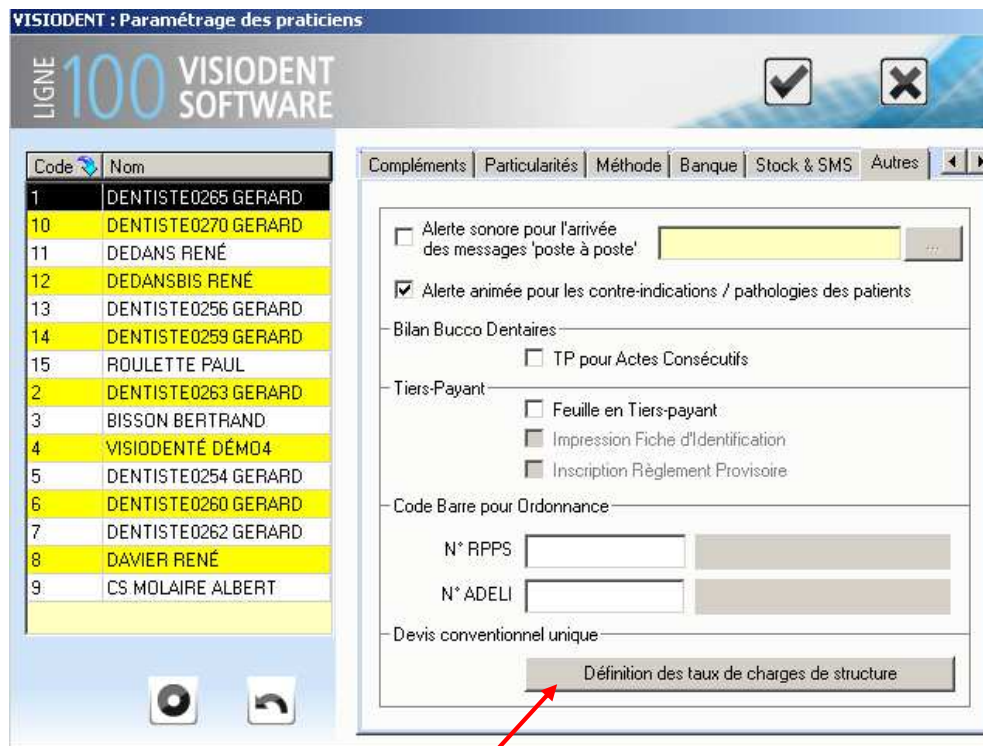 VISIODENT : Paramétrage des praticiens
LIGNE 100 VISIODENT SOFTWARE
Code Nom
1 DENTISTE0265 GERARD
10 DENTISTE0270 GERARD
11 DEDANS RENÉ
12 DEDANSBIS RENÉ
13 DENTISTE0256 GERARD
14 DENTISTE0259 GERARD
15 ROULETTE PAUL
2 DENTISTE0263 GERARD
3 BISSON BERTRAND
4 VISIODENTÉ DÉMO4
5 DENTISTE0254 GERARD
6 DENTISTE0260 GERARD
7 DENTISTE0262 GERARD
8 DAVIER RENÉ
9 CS MOLAIRE ALBERT
Compléments Particularités Méthode Banque Stock & SMS Autres
Alerte sonore pour l'arrivée
des messages 'poste à poste'
...
Alerte animée pour les contre-indications / pathologies des patients
Bilan Bucco Dentaires
TP pour Actes Consécutifs
Tiers-Payant
Feuille en Tiers-payant
Impression Fiche d'Identification
Inscription Règlement Provisoire
Code Barre pour Ordonnance
N° RPPS
N° ADELI
Devis conventionnel unique
Définition des taux de charges de structure